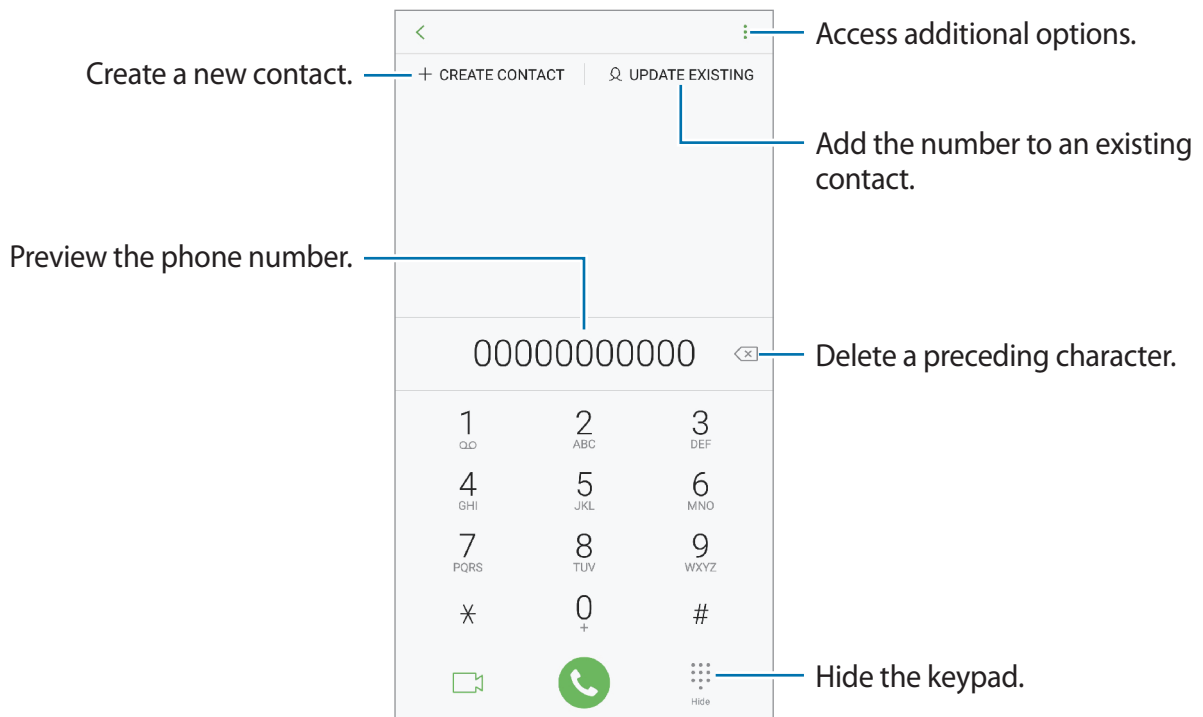 Access additional options.
Create a new contact.
+ CREATE CONTACT
UPDATE EXISTING
Add the number to an existing
contact.
Preview the phone number.
00000000000
Delete a preceding character.
1 2 3
ABC DEF
4 5 6
GHI JKL MNO
7 8 9
PQRS TUV WXYZ
* 0 #
+
Hide the keypad.
Hide